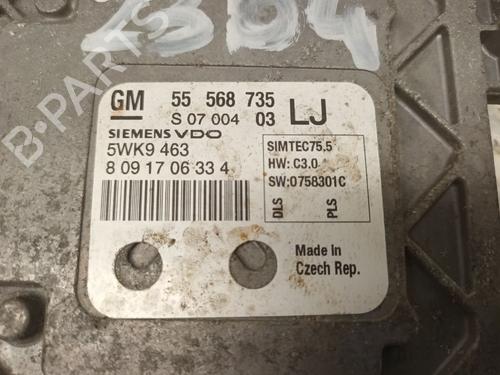 B-PARTS
GM 55 568 735 LJ
S 07 004 03
SIEMENS VDO
5WK9 463
8 09 17 06 33 4
SIMTEC75.5
HW: C3.0
SW:0758301C
DLS PLS
Made in
Czech Rep.